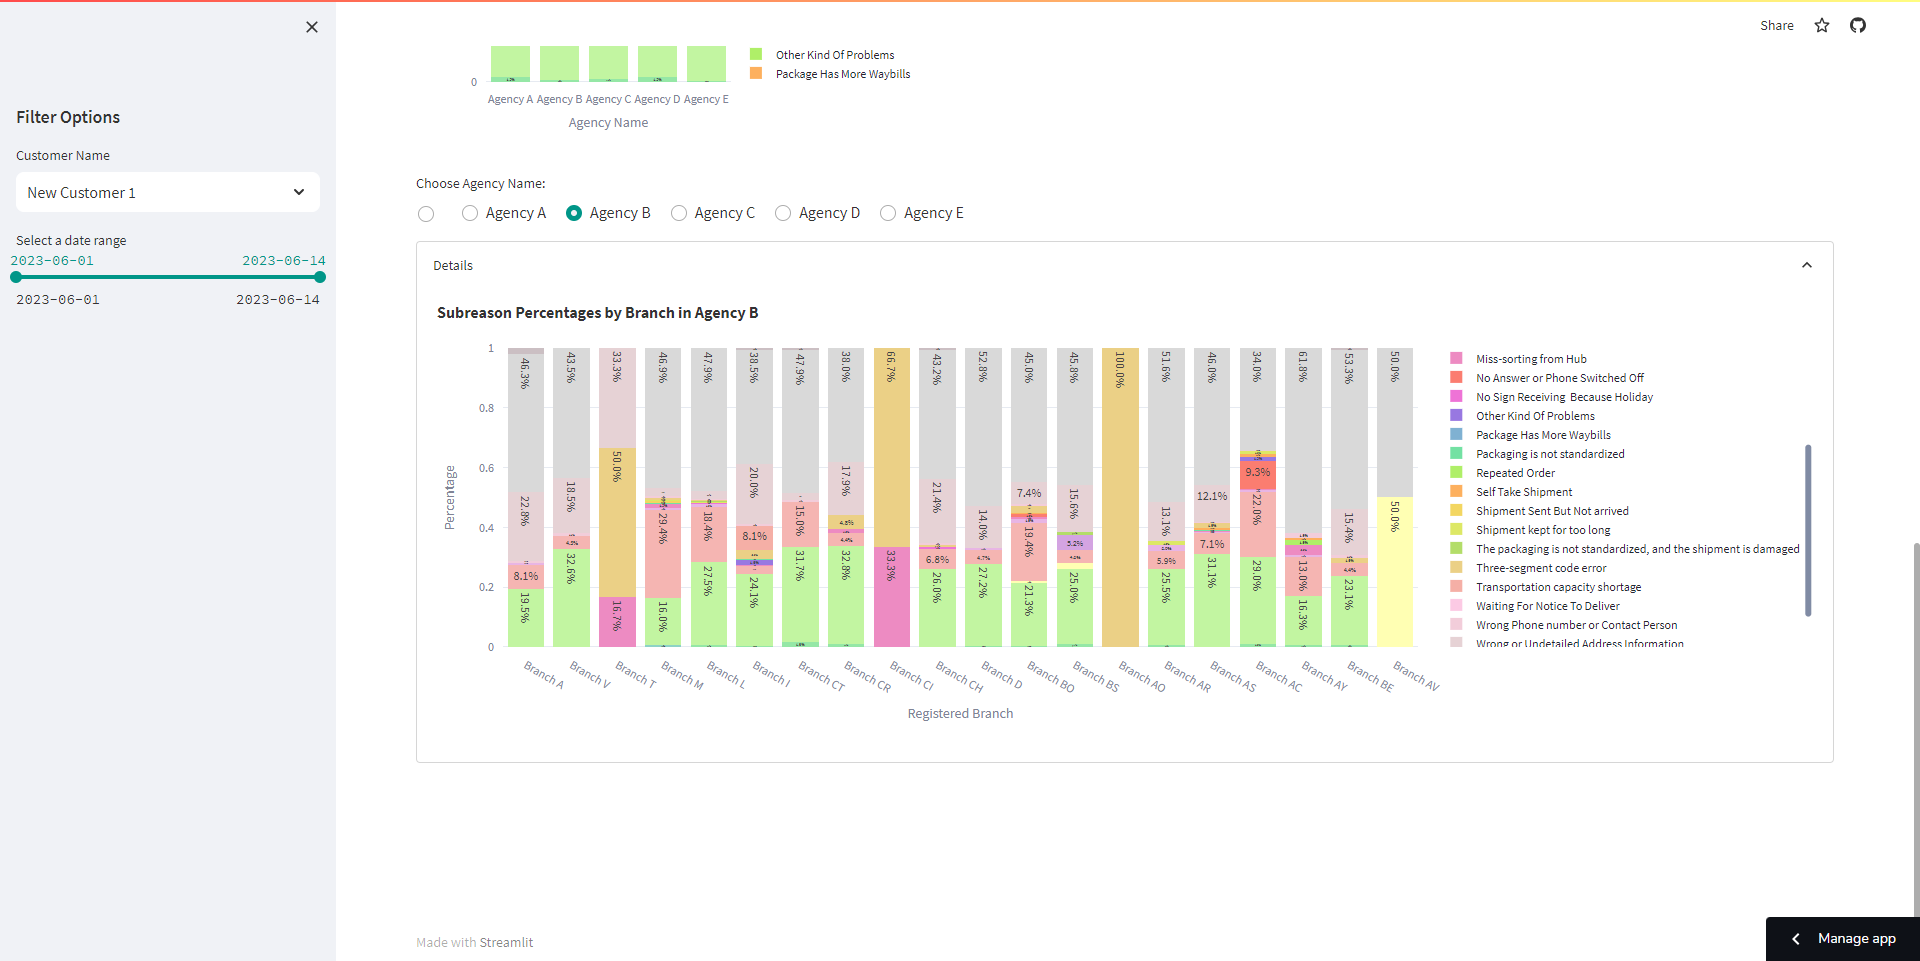 Share
Other Kind Of Problems
Package Has More Waybills
0
Agency A Agency B Agency C Agency D Agency E
Agency Name
Filter Options
Customer Name
New Customer 1
Select a date range
2023-06-01 2023-06-14
2023-06-01 2023-06-14
Choose Agency Name:
Agency A Agency B Agency C Agency D Agency E
Details
Subreason Percentages by Branch in Agency B
Percentage
1
0.8
0.6
0.4
0.2
0
46.3% 43.5% 33.3% 46.9% 47.9% 38.5% 47.9% 38.0% 66.7% 43.2% 52.8% 45.0% 45.8% 100.0% 51.6% 46.0% 34.0% 61.8% 53.3% 50.0%
22.8% 18.5% 50.0% 20.0% 17.9% 21.4% 14.0% 7.4% 15.6% 13.1% 12.1% 9.3% 15.4% 50.0%
8.1% 29.4% 18.4% 8.1% 15.0% 4.8% 4.4% 6.8% 4.7% 19.4% 5.2% 5.9% 7.1% 22.0% 13.0% 4.4%
19.5% 32.6% 16.7% 16.0% 27.5% 24.1% 31.7% 32.8% 33.3% 26.0% 27.2% 21.3% 25.0% 25.5% 31.1% 29.0% 16.3% 23.1%
Branch A Branch V Branch T Branch M Branch L Branch I Branch CT Branch CR Branch CI Branch CH Branch D Branch BO Branch BS Branch AO Branch AR Branch AS Branch AC Branch AY Branch BE Branch AV
Registered Branch
Miss-sorting from Hub
No Answer or Phone Switched Off
No Sign Receiving Because Holiday
Other Kind Of Problems
Package Has More Waybills
Packaging is not standardized
Repeated Order
Self Take Shipment
Shipment Sent But Not arrived
Shipment kept for too long
The packaging is not standardized, and the shipment is damaged
Three-segment code error
Transportation capacity shortage
Waiting For Notice To Deliver
Wrong Phone number or Contact Person
Wrong or Undetailed Address Information
Made with Streamlit
Manage app